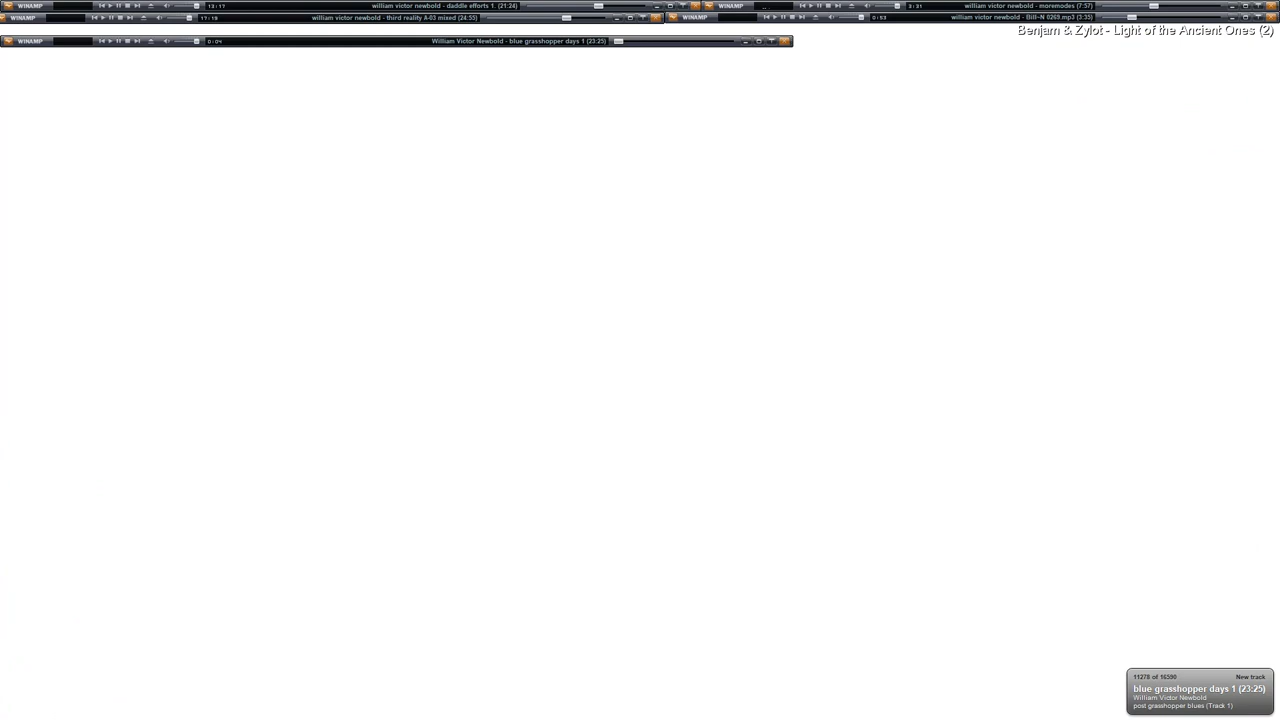 WINAMP 13:17 william victor newbold - daddle efforts 1. (21:24)
WINAMP 3:31 william victor newbold - moremodes (7:57)
WINAMP 17:19 william victor newbold - third reality A-03 mixed (24:55)
WINAMP 0:53 william victor newbold - (Bill~N 0269.mp3 (3:35)
Benjam & Zylot - Light of the Ancient Ones (2)
WINAMP 0:04 William Victor Newbold - blue grasshopper days 1 (23:25)
11278 of 16590 New track
blue grasshopper days 1 (23:25)
William Victor Newbold
post grasshopper blues (Track 1)